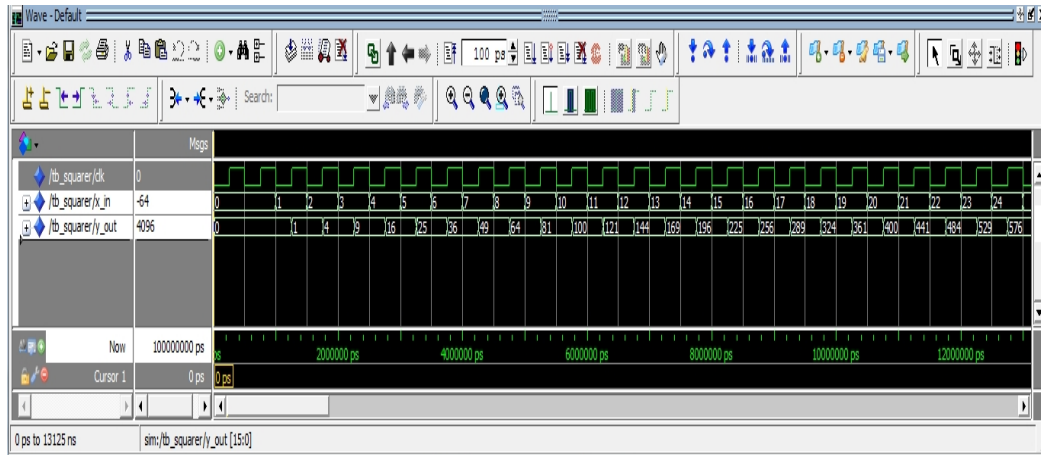 Wave - Default
100 ps
Search:
Msgs
/tb_squarer/clk 0
/tb_squarer/x_in -64 0 1 2 3 4 5 6 7 8 9 10 11 12 13 14 15 16 17 18 19 20 21 22 23 24
/tb_squarer/y_out 4096 0 1 4 9 16 25 36 49 64 81 100 121 144 169 196 225 256 289 324 361 400 441 484 529 576
Now 100000000 ps ps 2000000 ps 4000000 ps 6000000 ps 8000000 ps 10000000 ps 12000000 ps
Cursor 1 0 ps 0 ps
0 ps to 13125 ns sim:/tb_squarer/y_out [15:0]